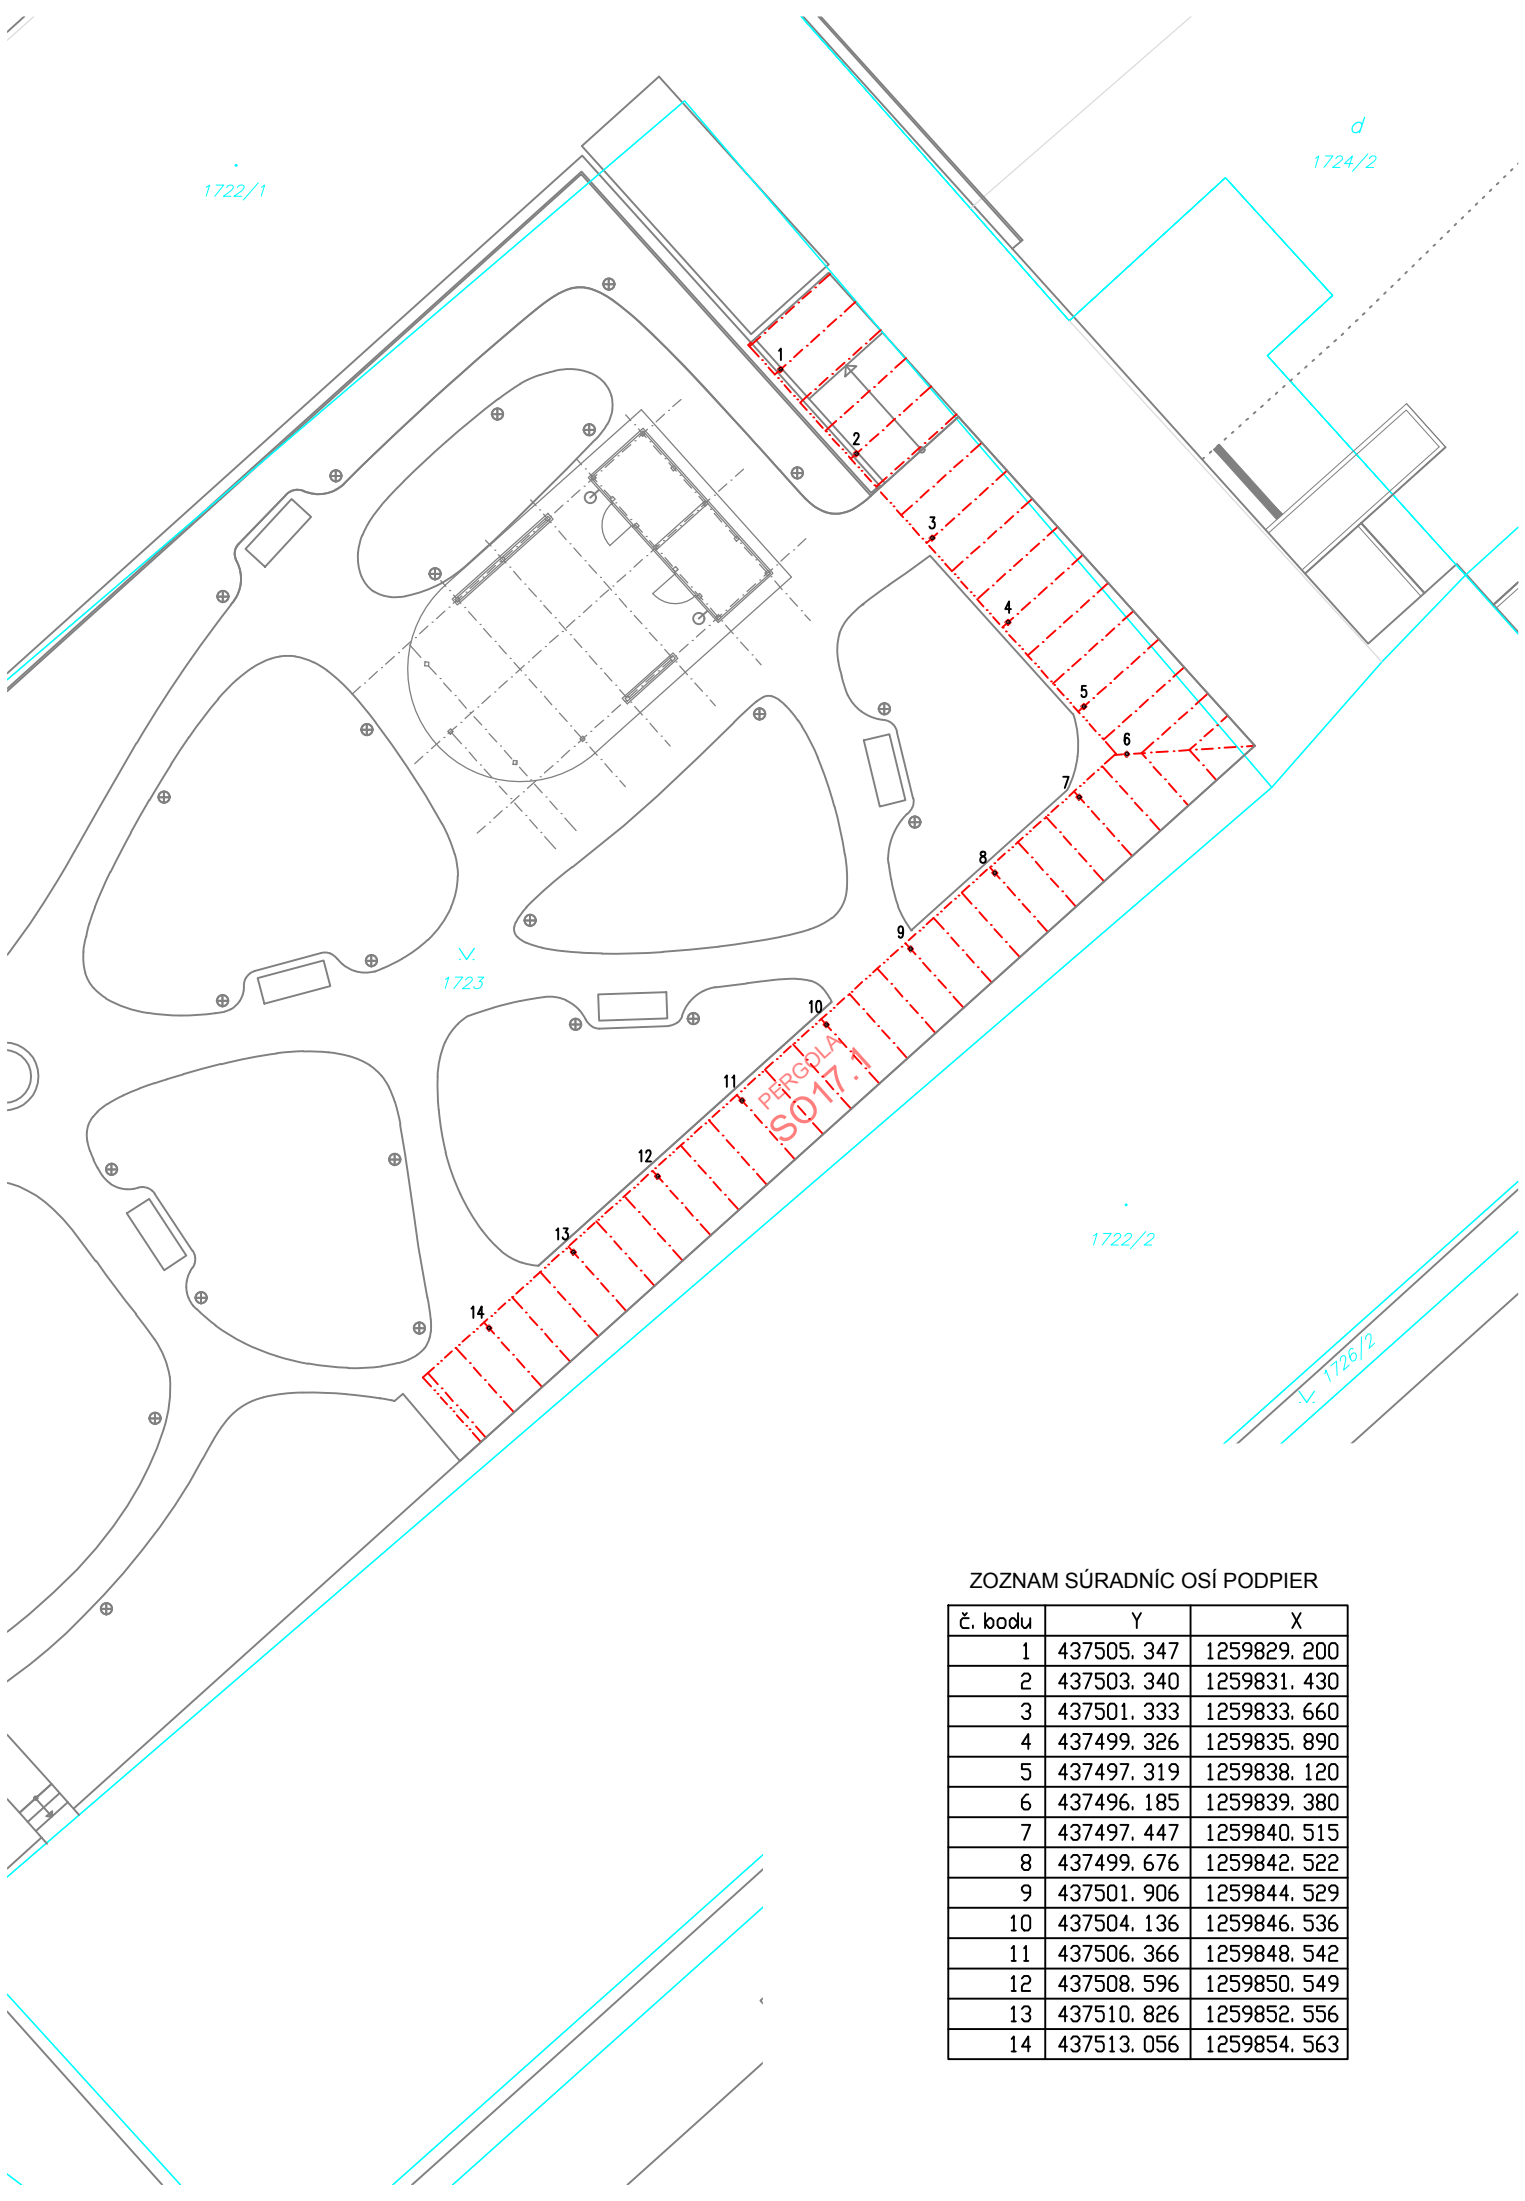 d
1724/2
1722/1
1
2
3
4
5
6
7
8
9
1723
10
PERGOLA
SO17.1
11
12
13
14
1722/2
1726/2
ZOZNAM SÚRADNÍC OSÍ PODPIER
č. bodu Y X
1 437505.347 1259829.200
2 437503.340 1259831.430
3 437501.333 1259833.660
4 437499.326 1259835.890
5 437497.319 1259838.120
6 437496.185 1259839.380
7 437497.447 1259840.515
8 437499.676 1259842.522
9 437501.906 1259844.529
10 437504.136 1259846.536
11 437506.366 1259848.542
12 437508.596 1259850.549
13 437510.826 1259852.556
14 437513.056 1259854.563